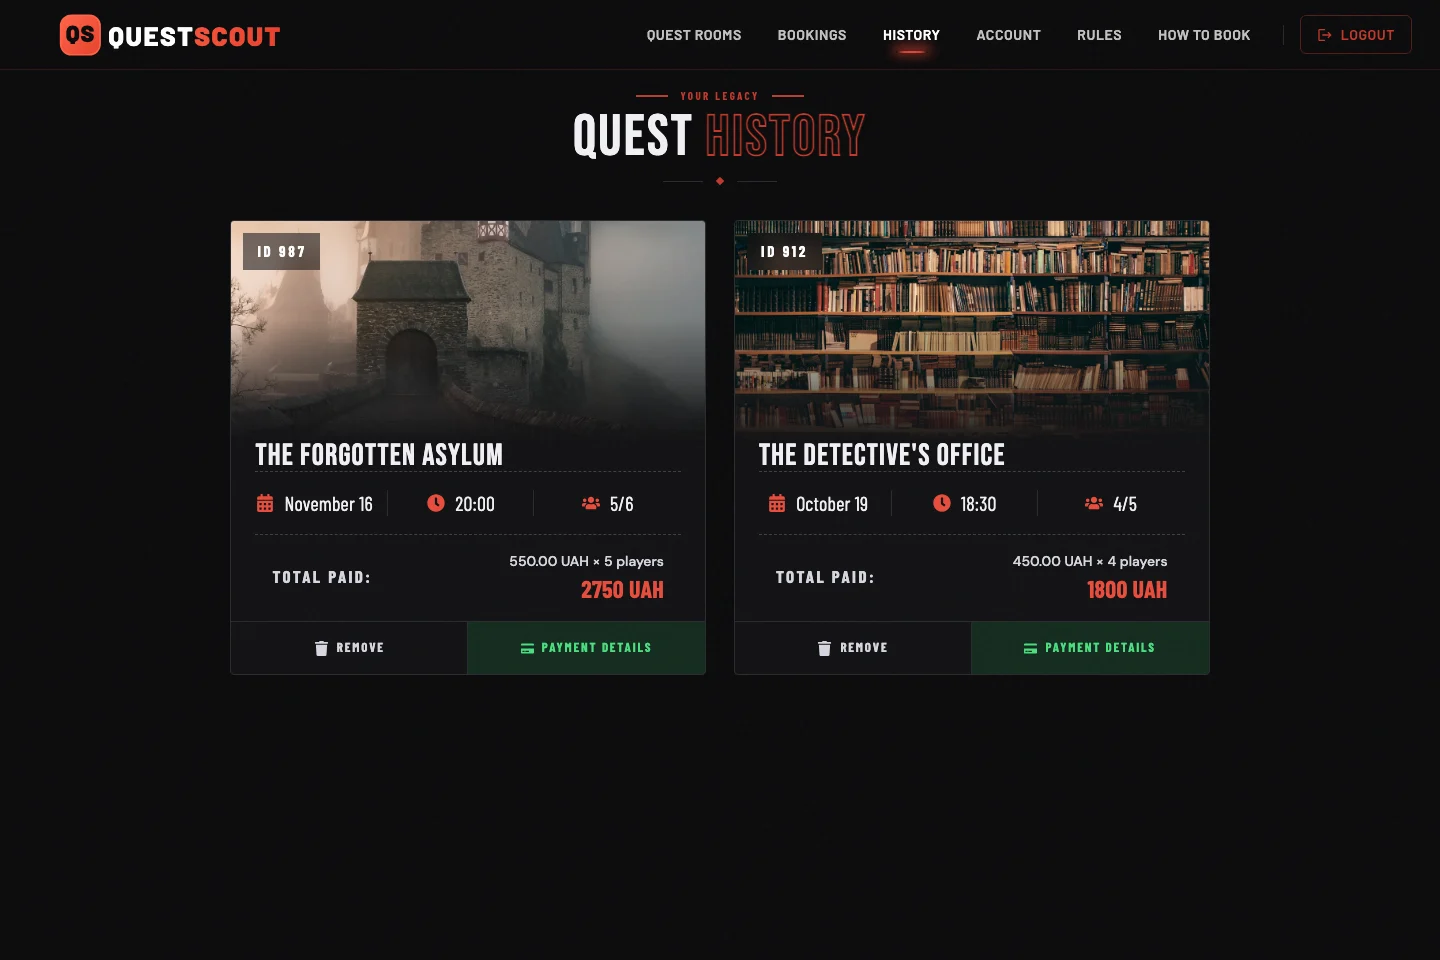 QS QUESTSCOUT
QUEST ROOMS BOOKINGS HISTORY ACCOUNT RULES HOW TO BOOK LOGOUT
YOUR LEGACY
QUEST HISTORY
ID 987
THE FORGOTTEN ASYLUM
November 16 20:00 5/6
TOTAL PAID:
550.00 UAH × 5 players
2750 UAH
REMOVE PAYMENT DETAILS
ID 912
THE DETECTIVE'S OFFICE
October 19 18:30 4/5
TOTAL PAID:
450.00 UAH × 4 players
1800 UAH
REMOVE PAYMENT DETAILS